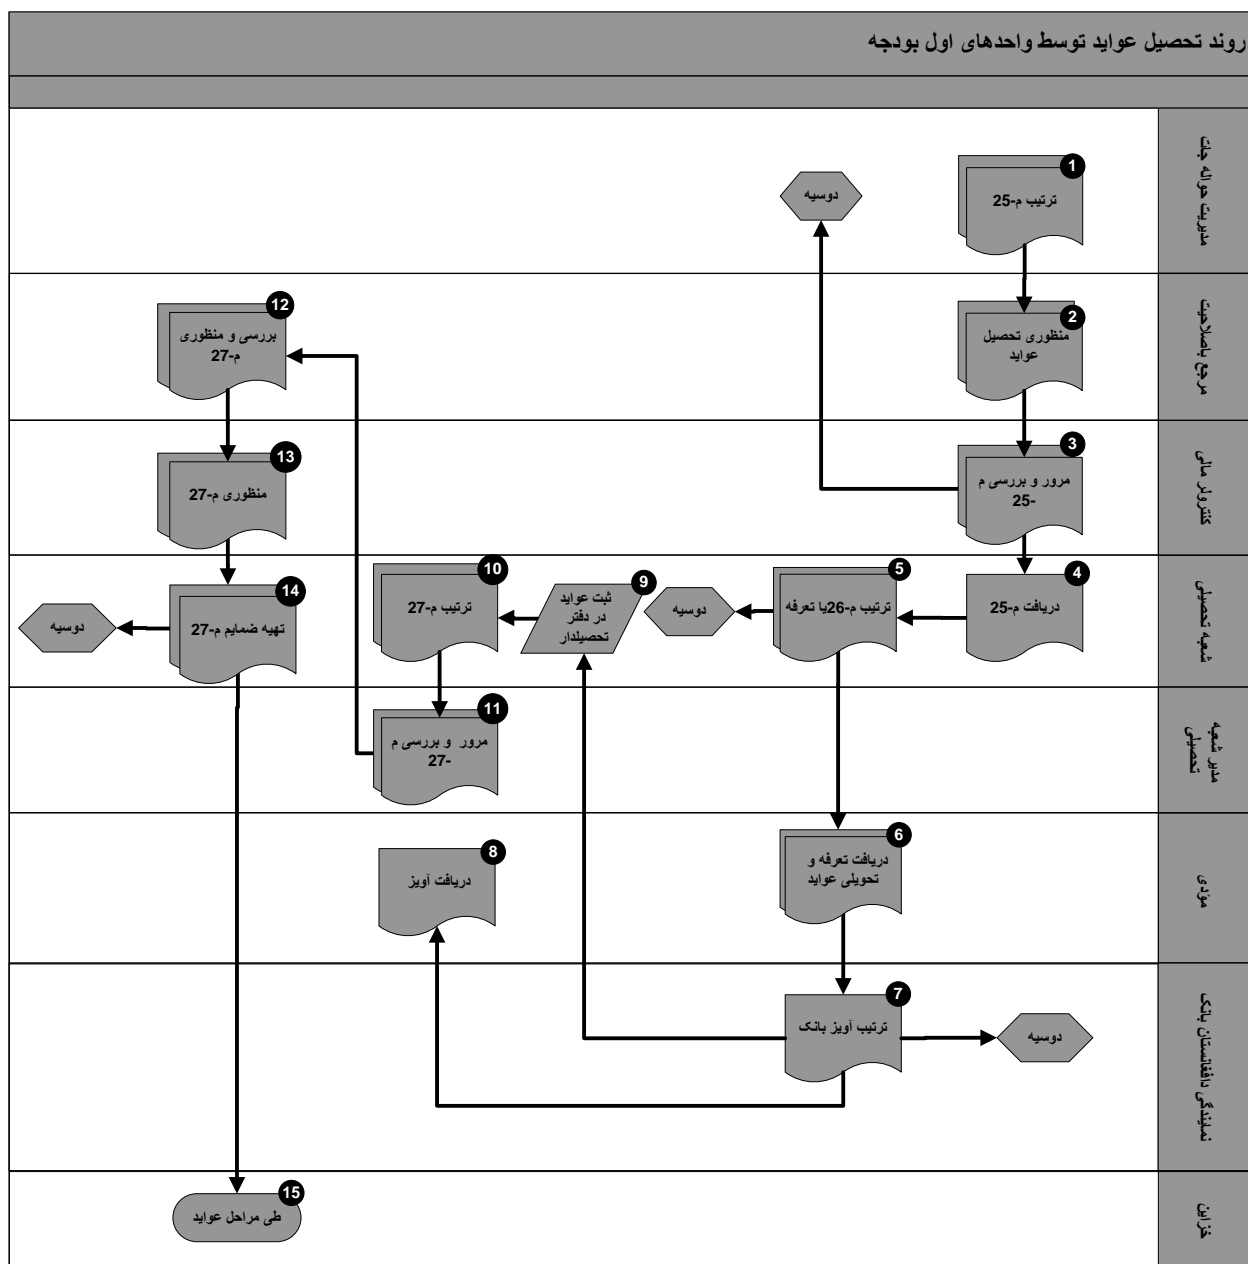 روند تحصیل عواید توسط واحدهای اول بودجه
مدیریت حواله جات
1
ترتیب م-25
دوسیه
مرجع باصلاحیت
2
منظوری تحصیل
عواید
12
بررسی و منظوری
م-27
کنترولر مالی
3
مرور و بررسی م
-25
13
منظوری م-27
شعبه تحصیلی
4
دریافت م-25
5
ترتیب م-26یا تعرفه
دوسیه
9
ثبت عواید
در دفتر
تحصیلدار
10
ترتیب م-27
14
تهیه ضمایم م-27
دوسیه
مدیر شعبه
تحصیلی
11
مرور و بررسی م
-27
مؤدی
6
دریافت تعرفه و
تحویلی عواید
8
دریافت آویز
نمایندگی دافغانستان بانک
7
ترتیب آویز بانک
دوسیه
خزاین
15
طی مراحل عواید